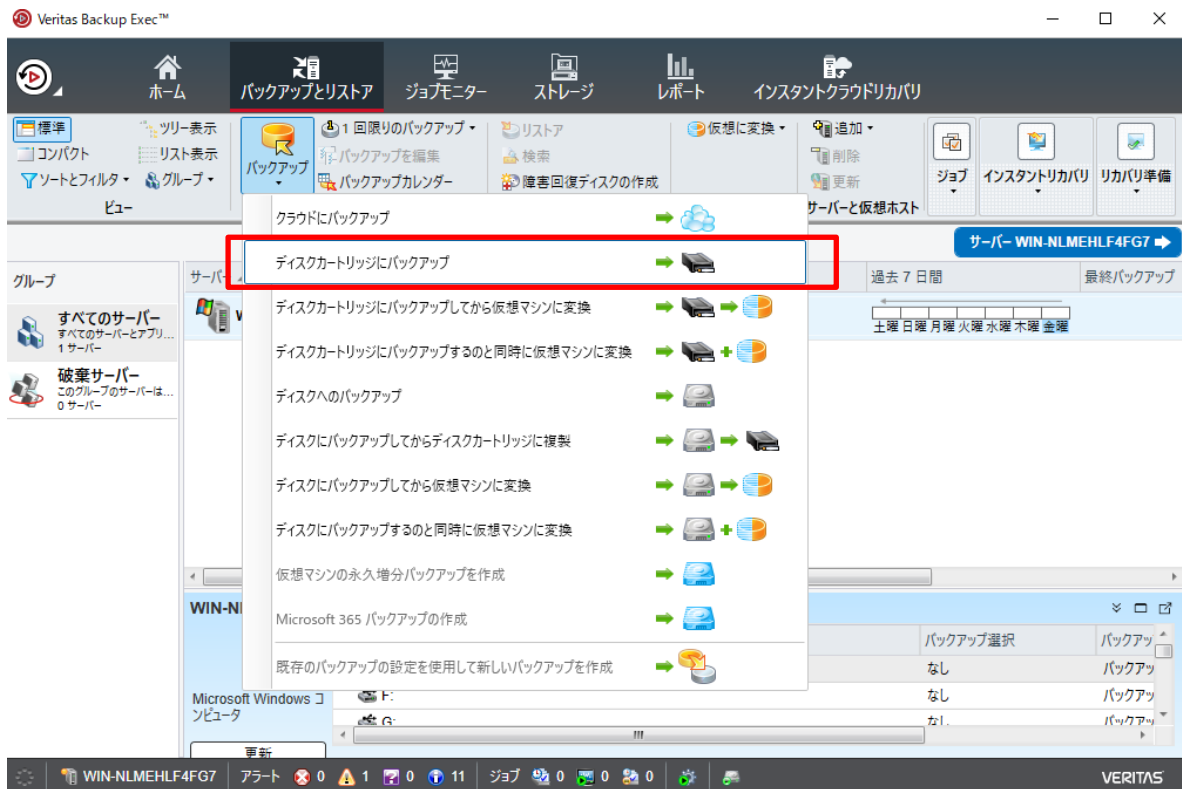 Veritas Backup Exec™
ホーム
バックアップとリストア
ジョブモニター
ストレージ
レポート
インスタントクラウドリカバリ
標準
コンパクト
ソートとフィルタ
ツリー表示
リスト表示
グループ
ビュー
バックアップ
1 回限りのバックアップ
バックアップを編集
バックアップカレンダー
リストア
検索
障害回復ディスクの作成
仮想に変換
追加
削除
更新
サーバーと仮想ホスト
ジョブ
インスタントリカバリ
リカバリ準備
クラウドにバックアップ
ディスクカートリッジにバックアップ
ディスクカートリッジにバックアップしてから仮想マシンに変換
ディスクカートリッジにバックアップするのと同時に仮想マシンに変換
ディスクへのバックアップ
ディスクにバックアップしてからディスクカートリッジに複製
ディスクにバックアップしてから仮想マシンに変換
ディスクにバックアップするのと同時に仮想マシンに変換
仮想マシンの永久増分バックアップを作成
Microsoft 365 バックアップの作成
既存のバックアップの設定を使用して新しいバックアップを作成
サーバー WIN-NLMEHLF4FG7
グループ
すべてのサーバー
すべてのサーバーとアプリ...
1 サーバー
破棄サーバー
このグループのサーバーは...
0 サーバー
サーバー
過去 7 日間
最終バックアップ
土曜 日曜 月曜 火曜 水曜 木曜 金曜
WIN-NL
Microsoft Windows コ
ンピュータ
更新
バックアップ選択
バックアッ
なし
バックアッ
F:
なし
バックアッ
G:
なし
バックアッ
WIN-NLMEHLF4FG7
アラート 0 1 0 11
ジョブ 0 0 0
VERITAS